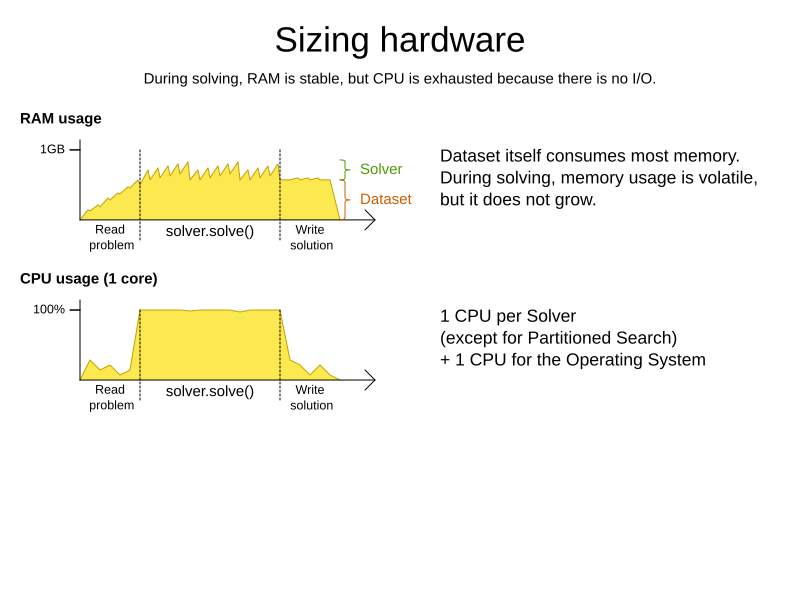 Sizing hardware
During solving, RAM is stable, but CPU is exhausted because there is no I/O.
RAM usage
1GB
Solver
Dataset
Read
problem
solver.solve()
Write
solution
Dataset itself consumes most memory.
During solving, memory usage is volatile,
but it does not grow.
CPU usage (1 core)
100%
Read
problem
solver.solve()
Write
solution
1 CPU per Solver
(except for Partitioned Search)
+ 1 CPU for the Operating System